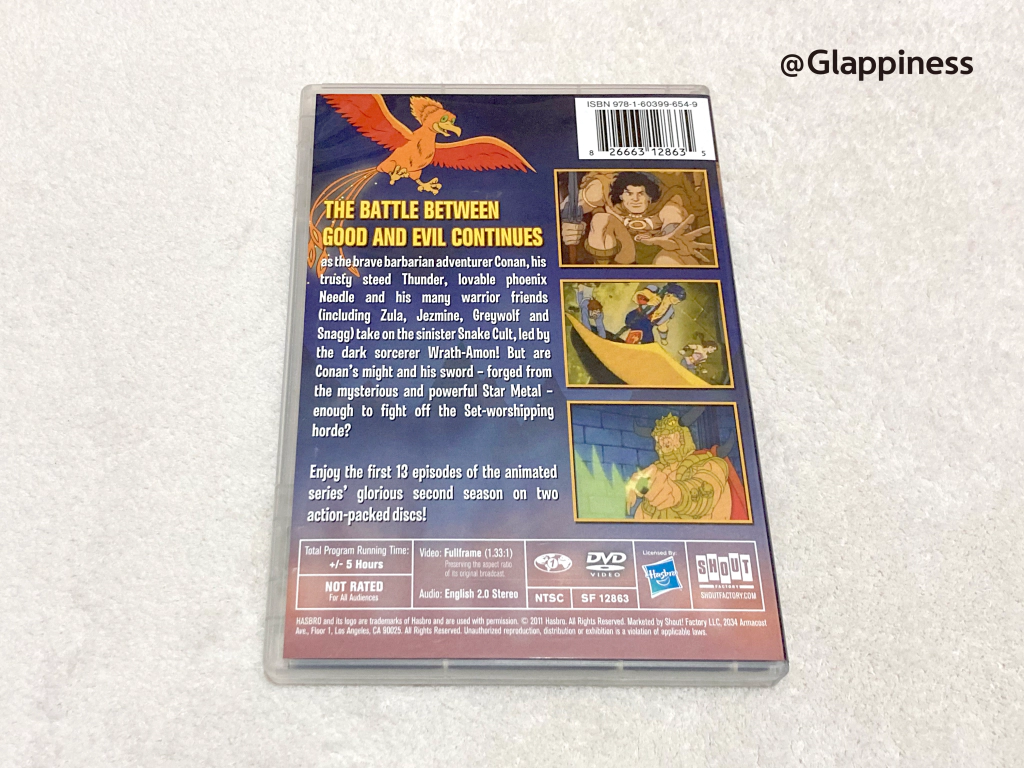 @Glappiness
ISBN 978-1-60399-654-9
8 26663 12863 5
THE BATTLE BETWEEN
GOOD AND EVIL CONTINUES
as the brave barbarian adventurer Conan, his
trusty steed Thunder, lovable phoenix
Needle and his many warrior friends
(including Zula, Jezmine, Greywolf and
Snagg) take on the sinister Snake Cult, led by
the dark sorcerer Wrath-Amon! But are
Conan's might and his sword – forged from
the mysterious and powerful Star Metal –
enough to fight off the Set-worshipping
horde?
Enjoy the first 13 episodes of the animated
series' glorious second season on two
action-packed discs!
Total Program Running Time:
+/- 5 Hours
NOT RATED
For All Audiences
Video: Fullframe (1.33:1)
Preserving the aspect ratio
of its original broadcast.
Audio: English 2.0 Stereo
1
DVD
VIDEO
NTSC
SF 12863
Licensed By:
Hasbro
SHOUT
FACTORY
SHOUTFACTORY.COM
HASBRO and its logo are trademarks of Hasbro and are used with permission. © 2011 Hasbro. All Rights Reserved. Marketed by Shout! Factory LLC, 2034 Armacost
Ave., Floor 1, Los Angeles, CA 90025. All Rights Reserved. Unauthorized reproduction, distribution or exhibition is a violation of applicable laws.